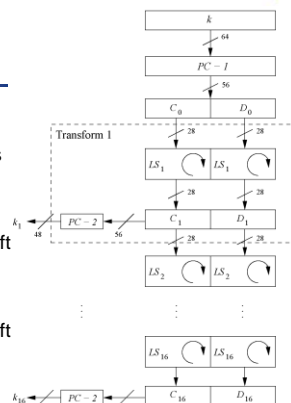 k
64
PC - 1
56
C0 D0
Transform 1
28 28
s
LS1 LS1
28 28
k1 PC - 2 C1 D1
48 56
ft
28 28
LS2 LS2
ft
LS16 LS16
k16 PC - 2 C16 D16